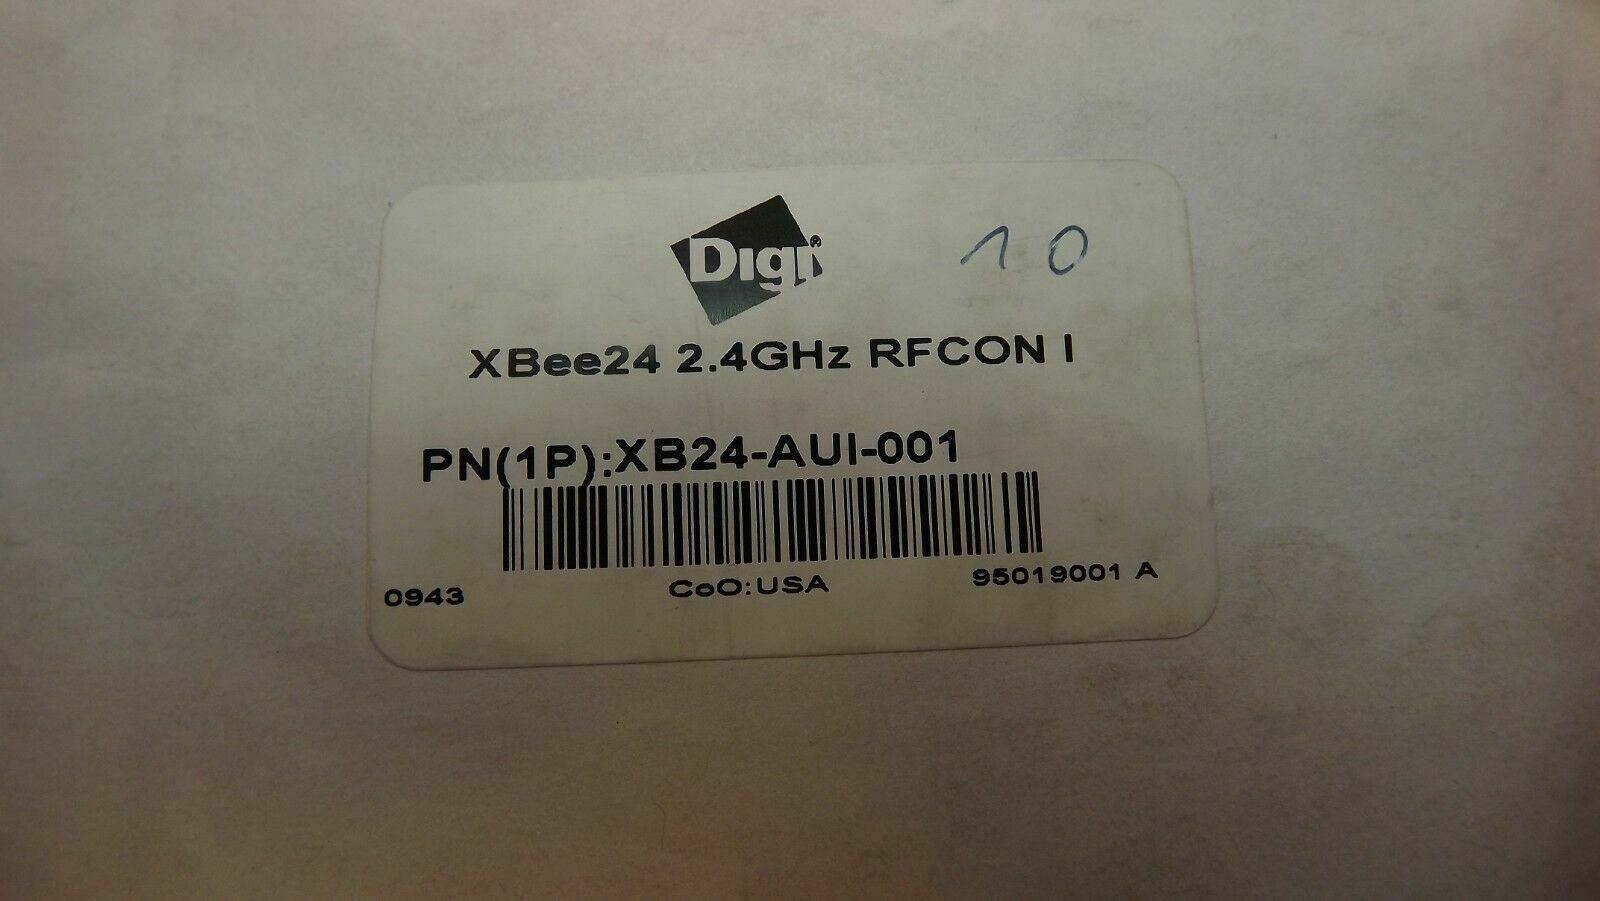 Digi®
10
XBee24 2.4GHz RFCON I
PN(1P):XB24-AUI-001
0943
CoO:USA
95019001 A